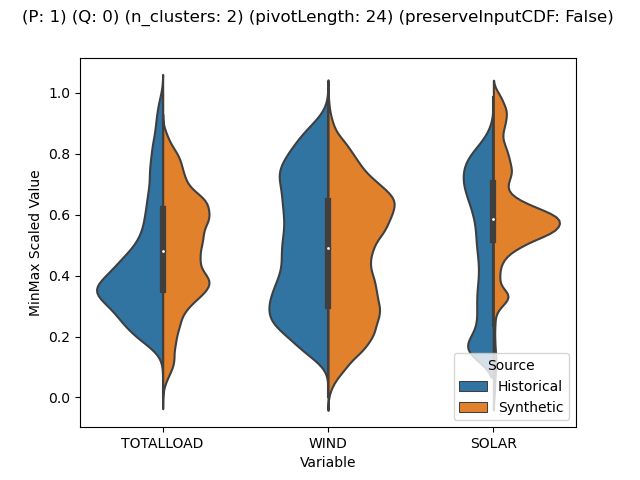 (P: 1) (Q: 0) (n_clusters: 2) (pivotLength: 24) (preserveInputCDF: False)
MinMax Scaled Value
1.0
0.8
0.6
0.4
0.2
0.0
Source
Historical
Synthetic
TOTALLOAD
WIND
SOLAR
Variable